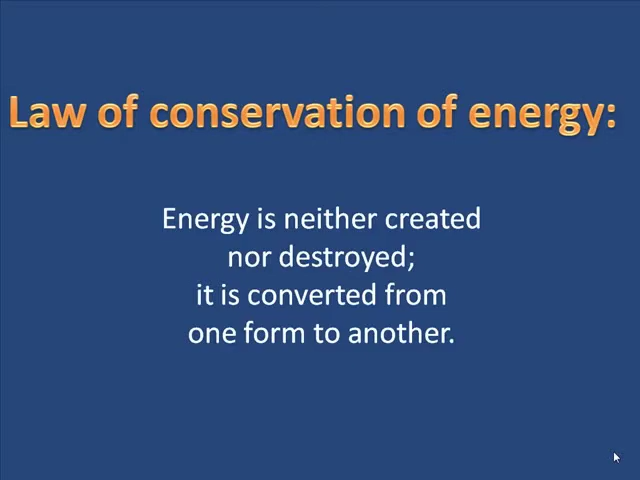 Law of conservation of energy:
Energy is neither created
nor destroyed;
it is converted from
one form to another.